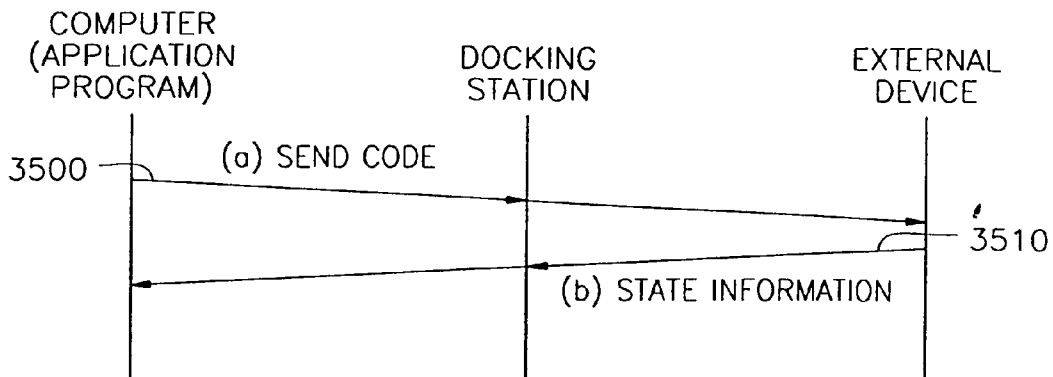 COMPUTER
(APPLICATION
PROGRAM)
DOCKING
STATION
EXTERNAL
DEVICE
3500
(a) SEND CODE
3510
(b) STATE INFORMATION